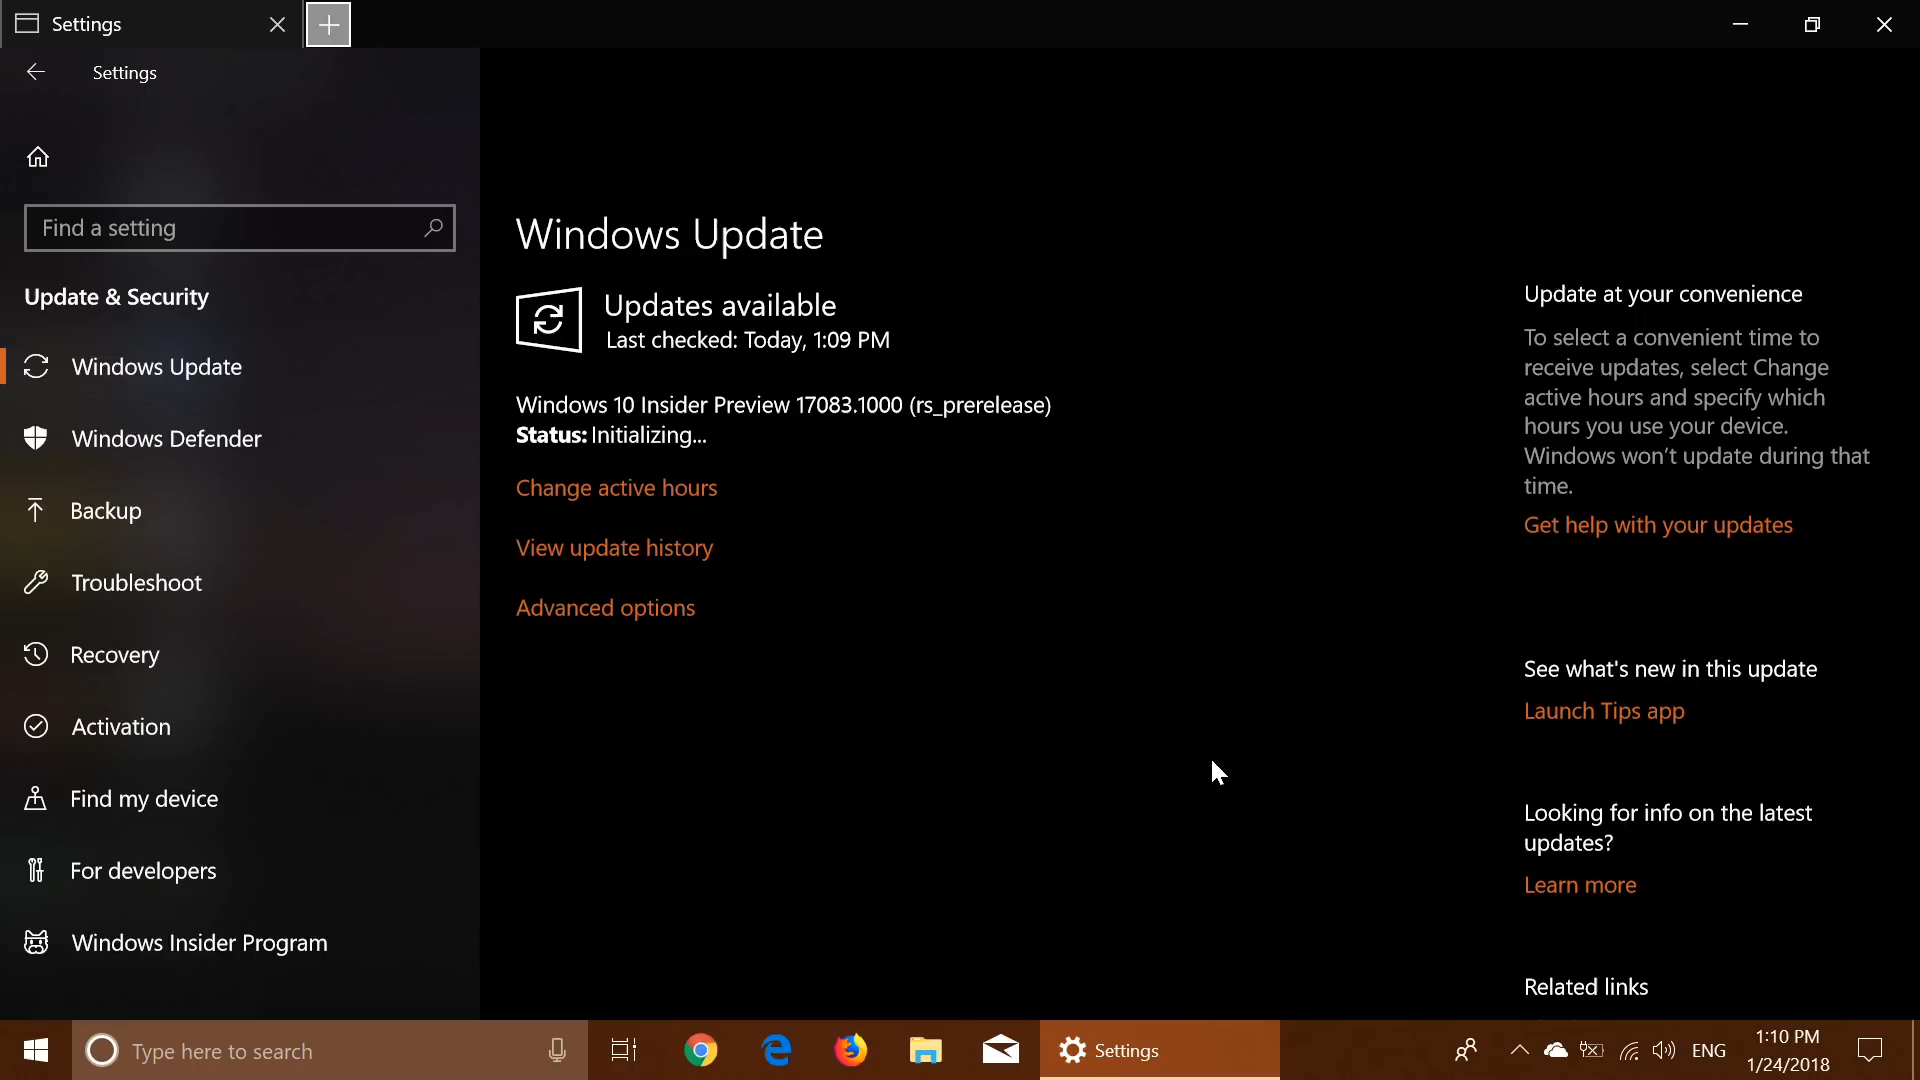 Settings
Settings
Find a setting
Update & Security
Windows Update
Windows Defender
Backup
Troubleshoot
Recovery
Activation
Find my device
For developers
Windows Insider Program
Windows Update
Updates available
Last checked: Today, 1:09 PM
Windows 10 Insider Preview 17083.1000 (rs_prerelease)
Status: Initializing...
Change active hours
View update history
Advanced options
Update at your convenience
To select a convenient time to
receive updates, select Change
active hours and specify which
hours you use your device.
Windows won't update during that
time.
Get help with your updates
See what's new in this update
Launch Tips app
Looking for info on the latest
updates?
Learn more
Related links
Type here to search
Settings
ENG
1:10 PM
1/24/2018